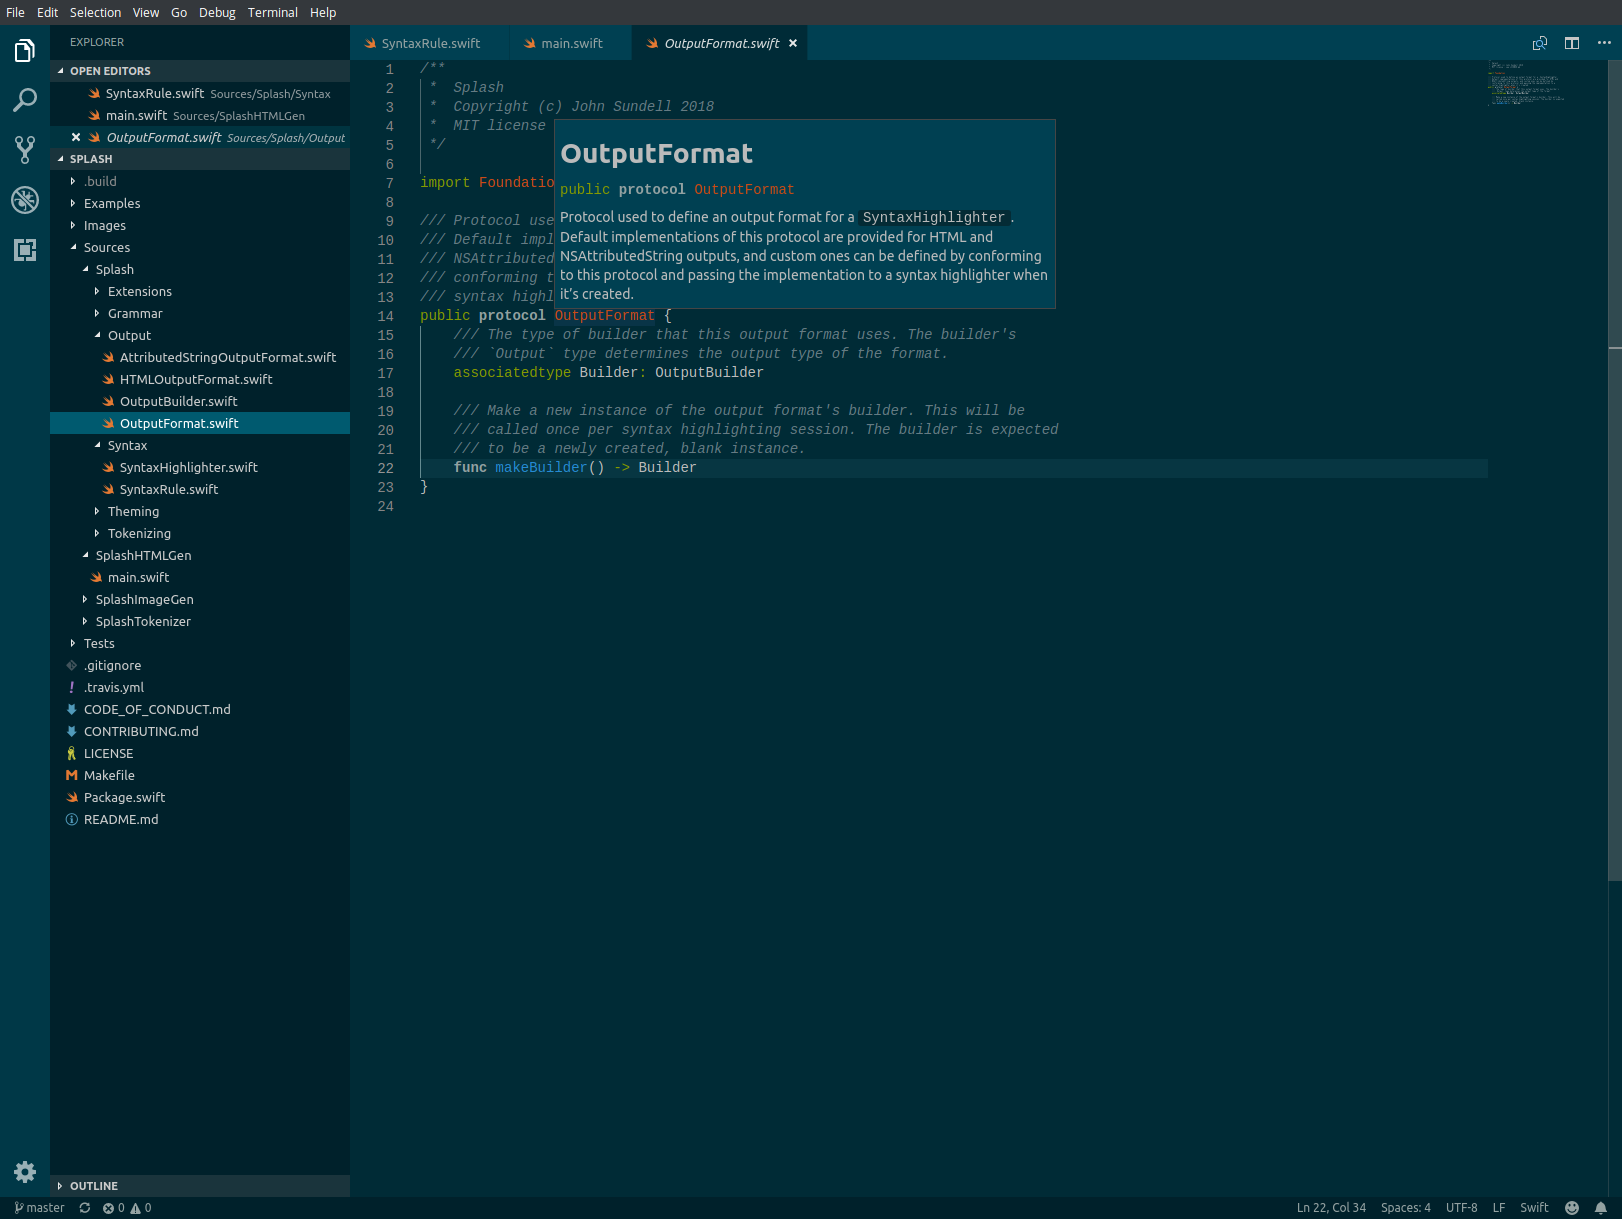 File Edit Selection View Go Debug Terminal Help
EXPLORER
OPEN EDITORS
SyntaxRule.swift Sources/Splash/Syntax
main.swift Sources/SplashHTMLGen
OutputFormat.swift Sources/Splash/Output
SPLASH
.build
Examples
Images
Sources
Splash
Extensions
Grammar
Output
AttributedStringOutputFormat.swift
HTMLOutputFormat.swift
OutputBuilder.swift
OutputFormat.swift
Syntax
SyntaxHighlighter.swift
SyntaxRule.swift
Theming
Tokenizing
SplashHTMLGen
main.swift
SplashImageGen
SplashTokenizer
Tests
.gitignore
.travis.yml
CODE_OF_CONDUCT.md
CONTRIBUTING.md
LICENSE
Makefile
Package.swift
README.md
OUTLINE
SyntaxRule.swift main.swift OutputFormat.swift
1 /**
2 * Splash
3 * Copyright (c) John Sundell 2018
4 * MIT license
5 */
6
7 import Foundatio
8
9 /// Protocol use
10 /// Default impl
11 /// NSAttributed
12 /// conforming t
13 /// syntax highl
OutputFormat
public protocol OutputFormat
Protocol used to define an output format for a SyntaxHighlighter.
Default implementations of this protocol are provided for HTML and
NSAttributedString outputs, and custom ones can be defined by conforming
to this protocol and passing the implementation to a syntax highlighter when
it’s created.
14 public protocol OutputFormat {
15 /// The type of builder that this output format uses. The builder's
16 /// `Output` type determines the output type of the format.
17 associatedtype Builder: OutputBuilder
18
19 /// Make a new instance of the output format's builder. This will be
20 /// called once per syntax highlighting session. The builder is expected
21 /// to be a newly created, blank instance.
22 func makeBuilder() -> Builder
23 }
24
master 0 0 Ln 22, Col 34 Spaces: 4 UTF-8 LF Swift